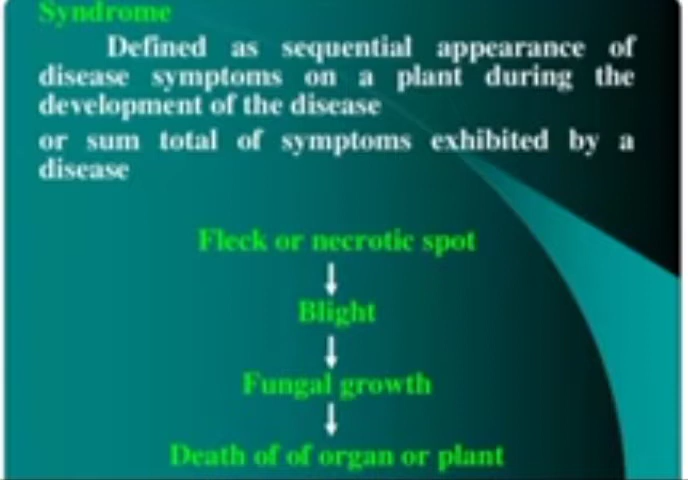 Syndrome
Defined as sequential appearance of
disease symptoms on a plant during the
development of the disease
or sum total of symptoms exhibited by a
disease
Fleck or necrotic spot
Blight
Fungal growth
Death of of organ or plant